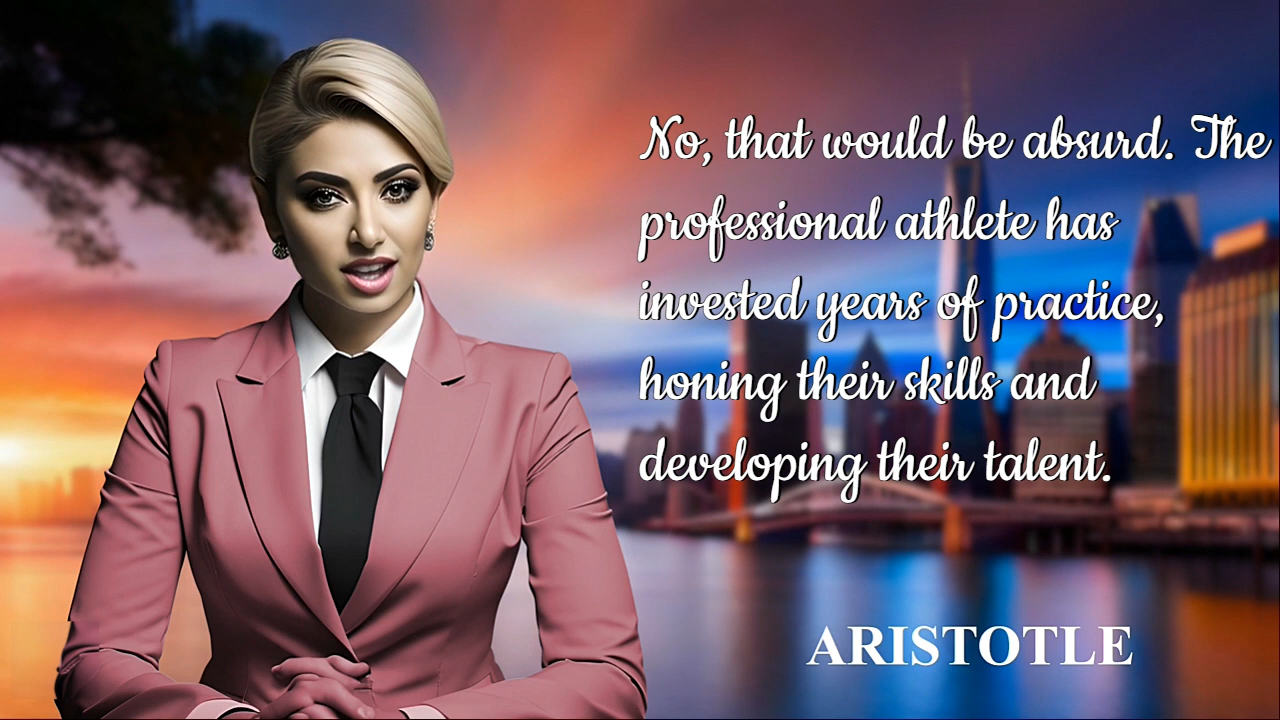 No, that would be absurd. The
professional athlete has
invested years of practice,
honing their skills and
developing their talent.
ARISTOTLE